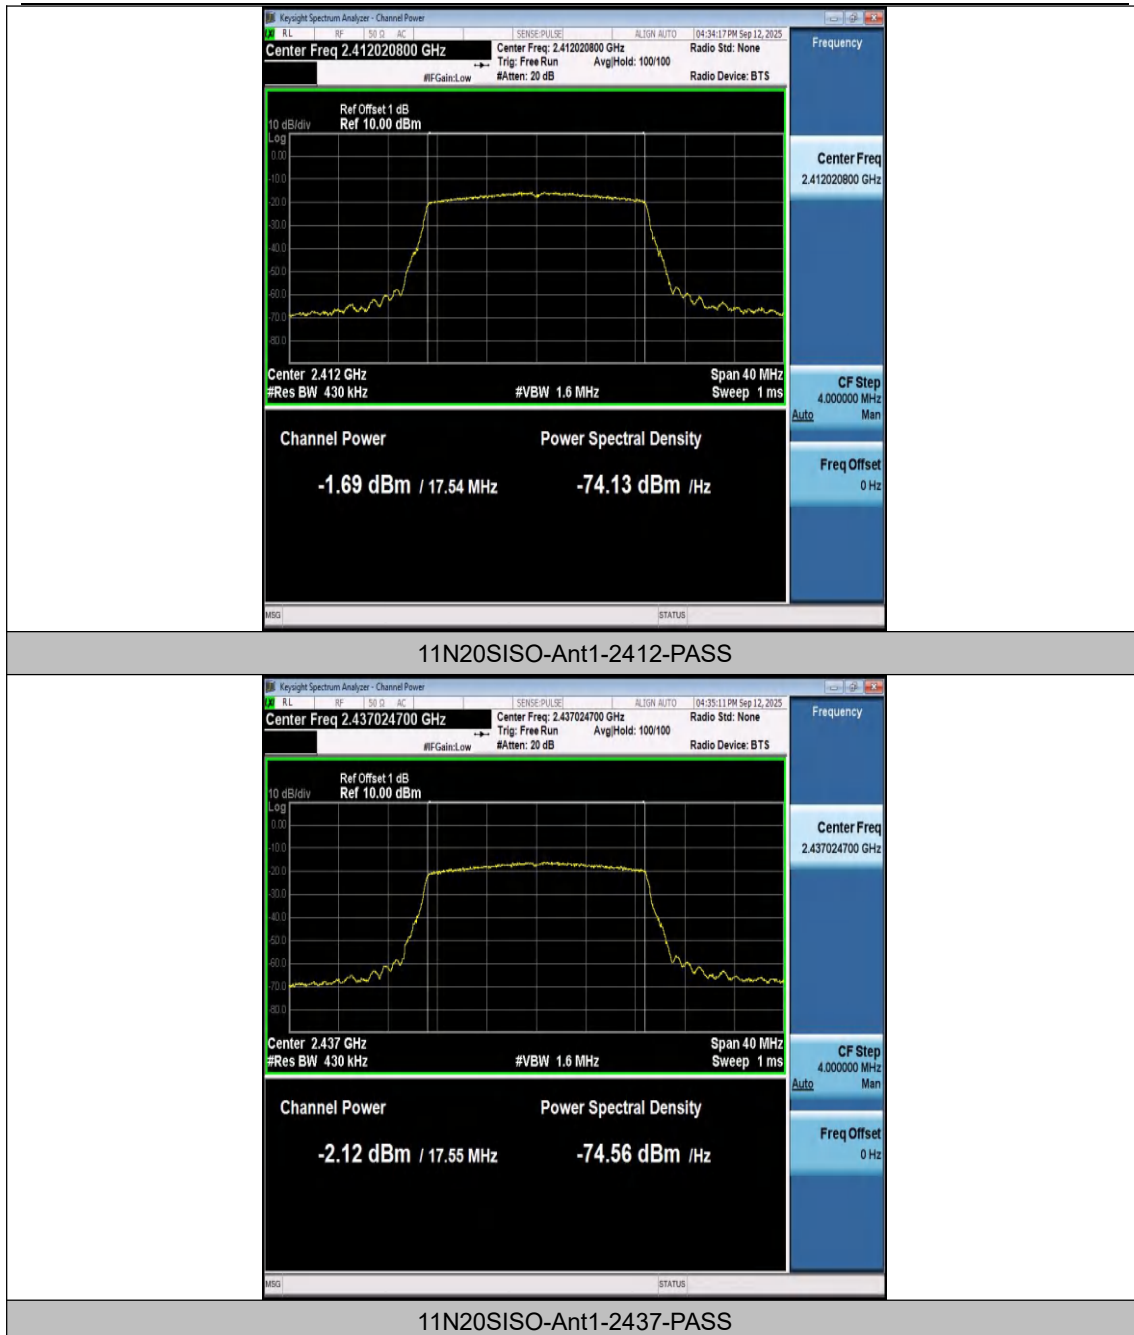 Keysight Spectrum Analyzer - Channel Power
RL RF 50 Ω AC SENSE:PULSE ALIGN AUTO 04:34:17 PM Sep 12, 2025
Center Freq 2.412020800 GHz Center Freq: 2.412020800 GHz Radio Std: None Frequency
Trig: Free Run Avg|Hold: 100/100
#IFGain:Low #Atten: 20 dB Radio Device: BTS
Ref Offset 1 dB
10 dB/div Ref 10.00 dBm
Log
0.00
-10.0
-20.0
-30.0
-40.0
-50.0
-60.0
-70.0
-80.0
Center Freq
2.412020800 GHz
Center 2.412 GHz Span 40 MHz
#Res BW 430 kHz #VBW 1.6 MHz Sweep 1 ms
CF Step
4.000000 MHz
Auto Man
Channel Power Power Spectral Density
-1.69 dBm / 17.54 MHz -74.13 dBm /Hz
Freq Offset
0 Hz
MSG STATUS
11N20SISO-Ant1-2412-PASS
Keysight Spectrum Analyzer - Channel Power
RL RF 50 Ω AC SENSE:PULSE ALIGN AUTO 04:35:11 PM Sep 12, 2025
Center Freq 2.437024700 GHz Center Freq: 2.437024700 GHz Radio Std: None Frequency
Trig: Free Run Avg|Hold: 100/100
#IFGain:Low #Atten: 20 dB Radio Device: BTS
Ref Offset 1 dB
10 dB/div Ref 10.00 dBm
Log
0.00
-10.0
-20.0
-30.0
-40.0
-50.0
-60.0
-70.0
-80.0
Center Freq
2.437024700 GHz
Center 2.437 GHz Span 40 MHz
#Res BW 430 kHz #VBW 1.6 MHz Sweep 1 ms
CF Step
4.000000 MHz
Auto Man
Channel Power Power Spectral Density
-2.12 dBm / 17.55 MHz -74.56 dBm /Hz
Freq Offset
0 Hz
MSG STATUS
11N20SISO-Ant1-2437-PASS